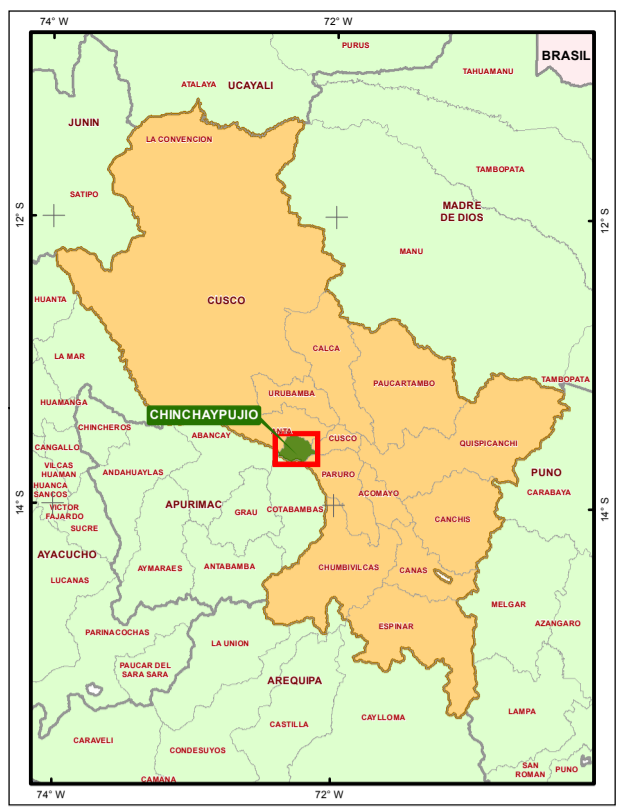 74° W
72° W
PURUS
BRASIL
TAHUAMANU
ATALAYA
UCAYALI
JUNIN
LA CONVENCION
TAMBOPATA
SATIPO
MADRE
DE DIOS
12° S
12° S
MANU
HUANTA
CUSCO
CALCA
LA MAR
PAUCARTAMBO
TAMBOPATA
URUBAMBA
HUAMANGA
CHINCHAYPUJIO
CHINCHEROS
ABANCAY
ANTA
CUSCO
QUISPICANCHI
CANGALLO
VILCAS
HUAMAN
ANDAHUAYLAS
PARURO
PUNO
HUANCA
SANCOS
ACOMAYO
CARABAYA
APURIMAC
VICTOR
FAJARDO
GRAU
COTABAMBAS
14° S
14° S
SUCRE
CANCHIS
AYACUCHO
AYMARAES
ANTABAMBA
CHUMBIVILCAS
CANAS
LUCANAS
MELGAR
ESPINAR
AZANGARO
PARINACOCHAS
LA UNION
PAUCAR DEL
SARA SARA
AREQUIPA
LAMPA
CAYLLOMA
CASTILLA
CARAVELI
CONDESUYOS
SAN
ROMAN
PUNO
CAMANA
74° W
72° W